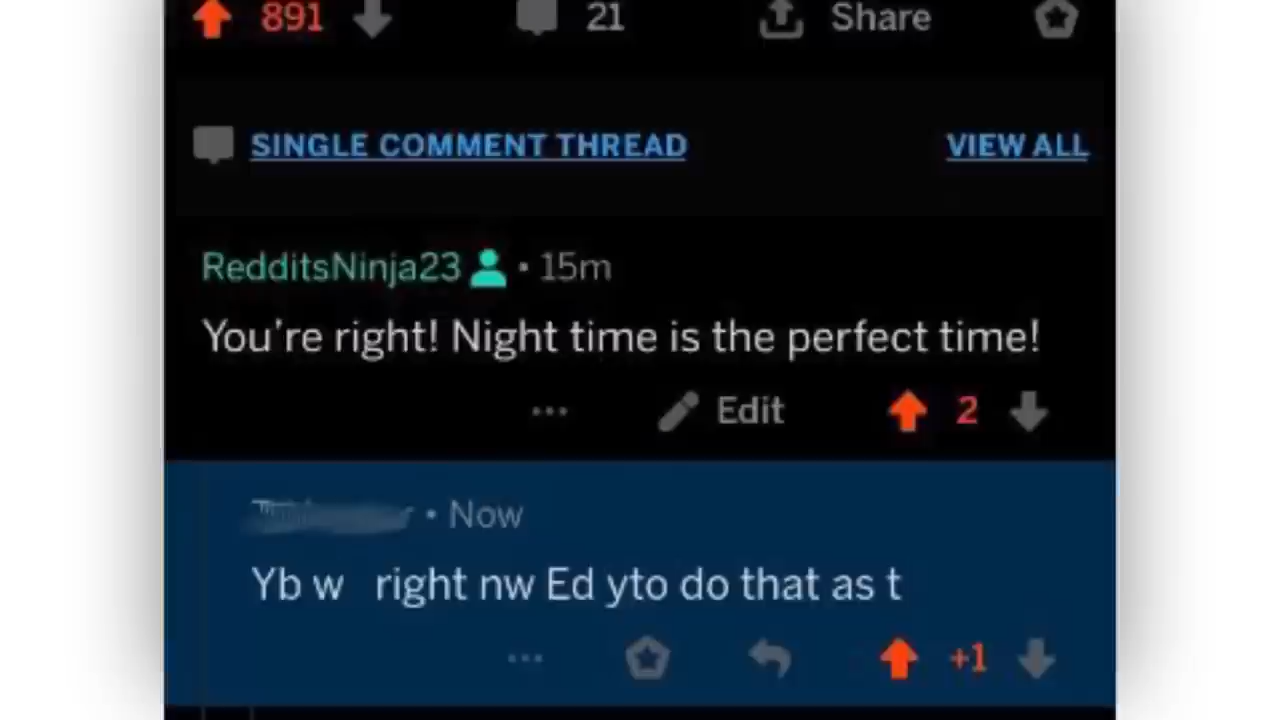 891 21 Share
SINGLE COMMENT THREAD VIEW ALL
RedditsNinja23 • 15m
You're right! Night time is the perfect time!
... Edit 2
• Now
Yb w right nw Ed yto do that as t
... +1